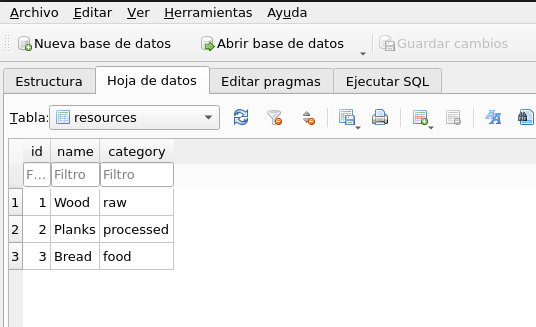 Archivo Editar Ver Herramientas Ayuda
Nueva base de datos Abrir base de datos Guardar cambios
Estructura Hoja de datos Editar pragmas Ejecutar SQL
Tabla: resources
id name category
F... Filtro Filtro
1 1 Wood raw
2 2 Planks processed
3 3 Bread food